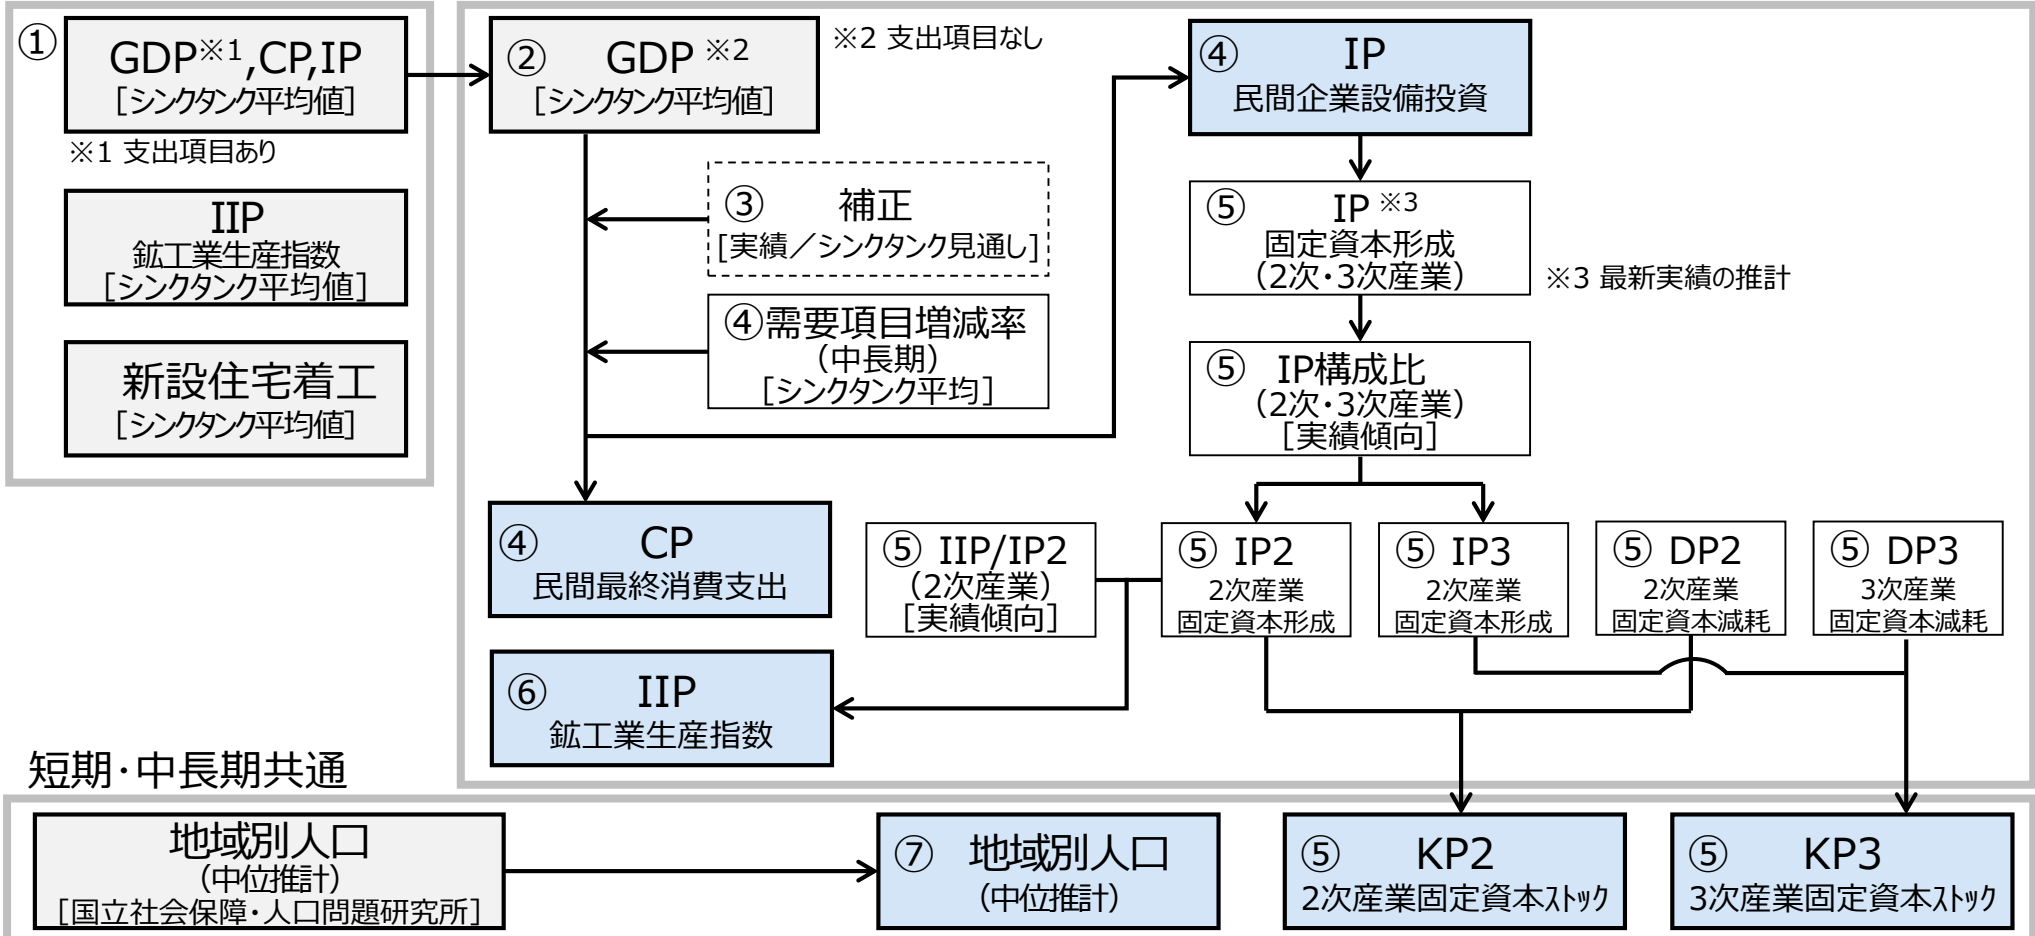 ①
GDP※1,CP,IP
[シンクタンク平均値]
※1 支出項目あり
IIP
鉱工業生産指数
[シンクタンク平均値]
新設住宅着工
[シンクタンク平均値]
② GDP ※2
[シンクタンク平均値]
※2 支出項目なし
③ 補正
[実績／シンクタンク見通し]
④需要項目増減率
（中長期）
[シンクタンク平均]
④ IP
民間企業設備投資
⑤ IP ※3
固定資本形成
（2次・3次産業）
※3 最新実績の推計
⑤ IP構成比
（2次・3次産業）
［実績傾向］
④ CP
民間最終消費支出
⑤ IIP/IP2
（2次産業）
［実績傾向］
⑤ IP2
2次産業
固定資本形成
⑤ IP3
2次産業
固定資本形成
⑤ DP2
2次産業
固定資本減耗
⑤ DP3
3次産業
固定資本減耗
⑥ IIP
鉱工業生産指数
短期・中長期共通
地域別人口
（中位推計）
［国立社会保障・人口問題研究所］
⑦ 地域別人口
（中位推計）
⑤ KP2
2次産業固定資本ストック
⑤ KP3
3次産業固定資本ストック